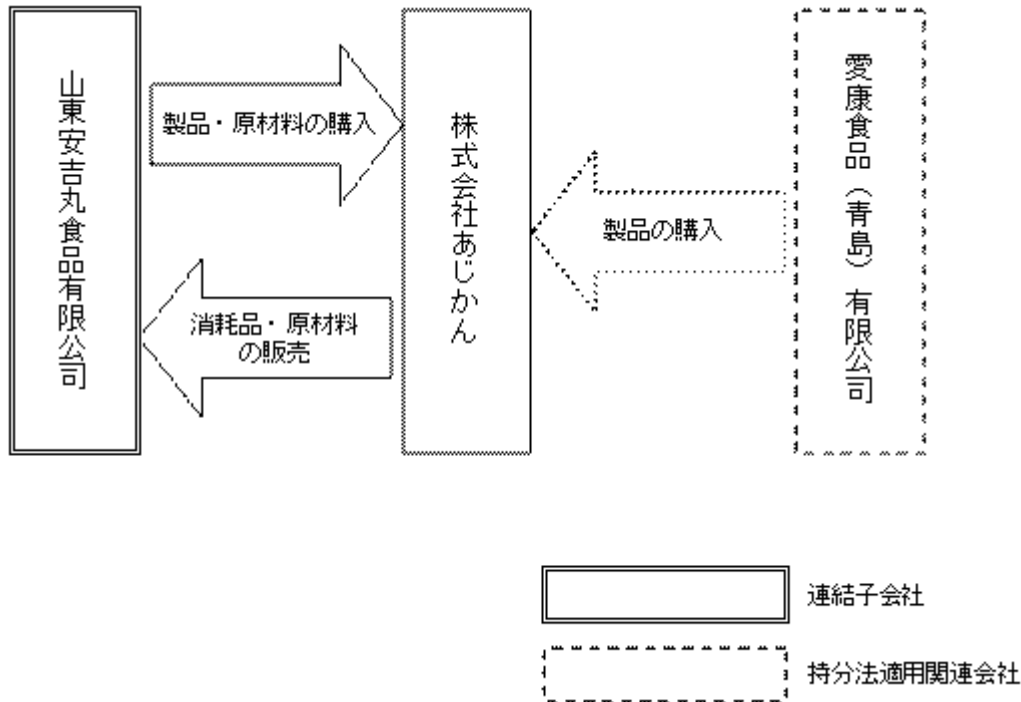 山東安吉丸食品有限公司
製品・原材料の購入
消耗品・原材料
の販売
株式会社あじかん
製品の購入
愛康食品（青島）有限公司
連結子会社
持分法適用関連会社